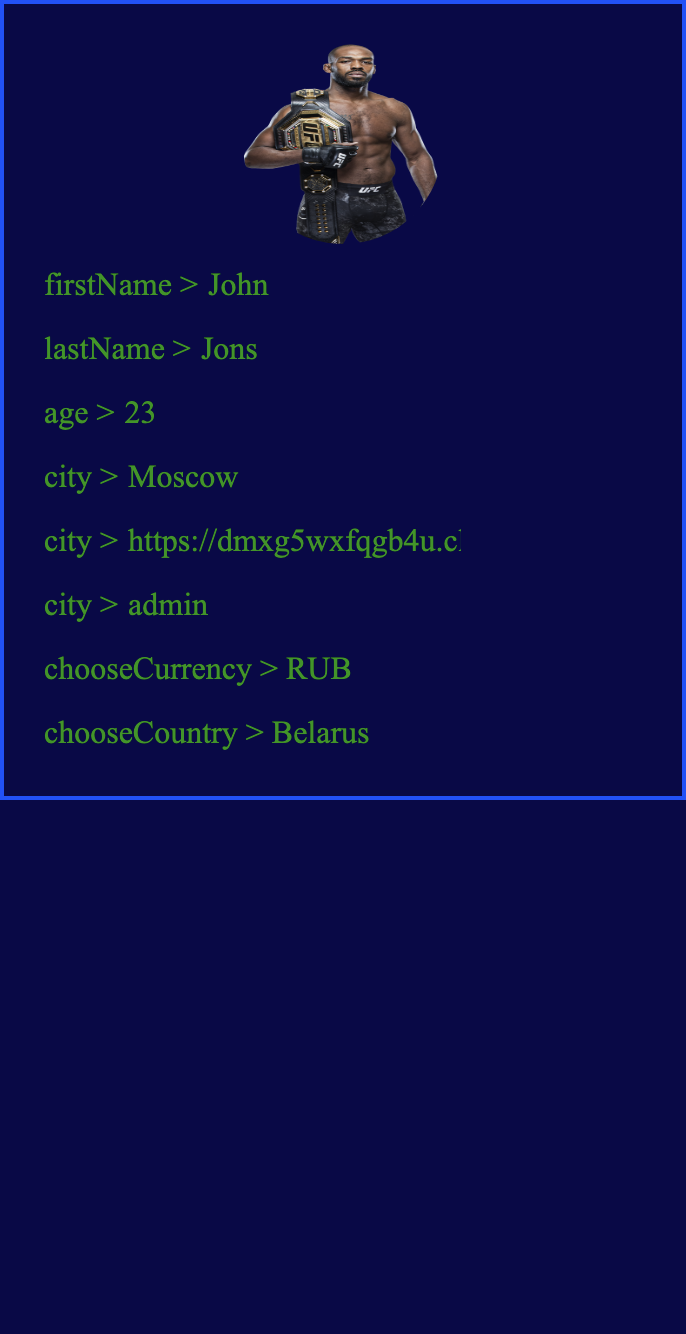 UFC
UFC
UFC
firstName > John
lastName > Jons
age > 23
city > Moscow
city > https://dmxg5wxfqgb4u.c
city > admin
chooseCurrency > RUB
chooseCountry > Belarus